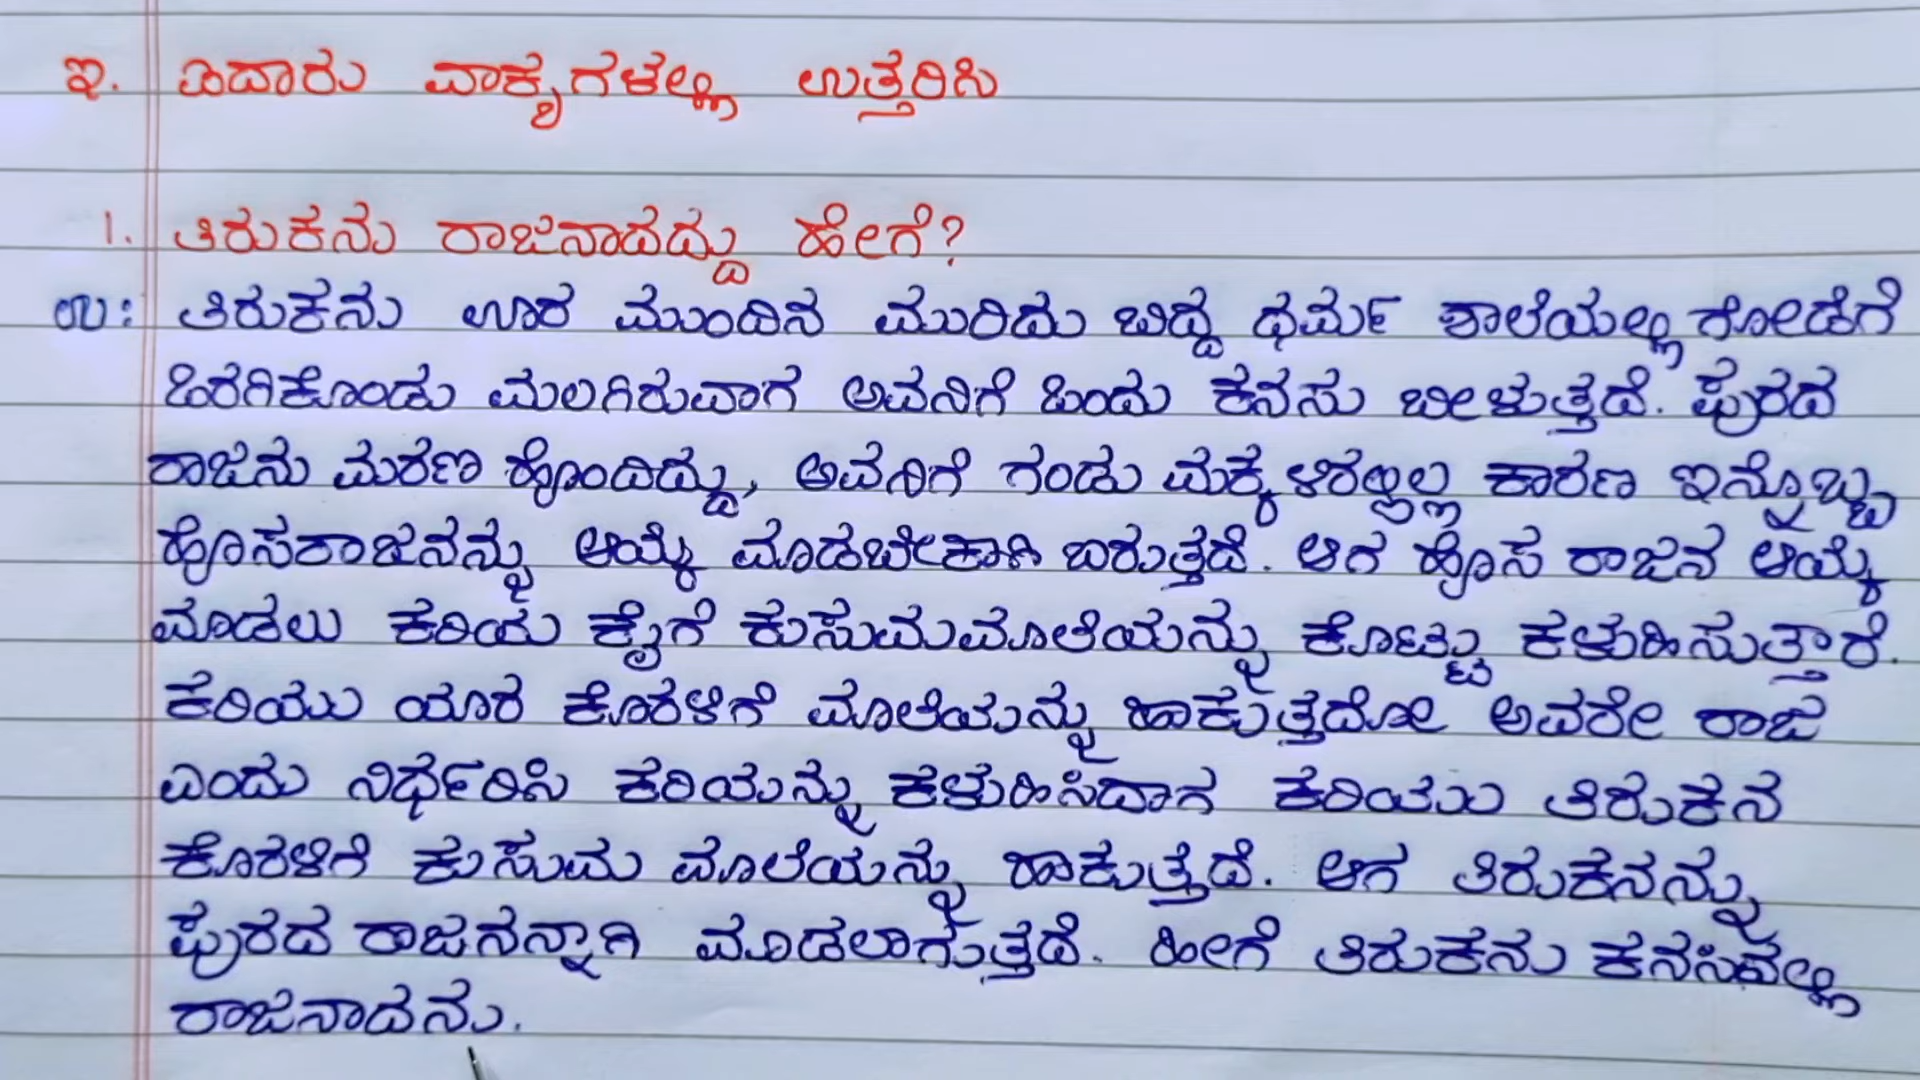 ಇ. ಐದಾರು ವಾಕ್ಯಗಳಲ್ಲಿ ಉತ್ತರಿಸಿ
1. ತಿರುಕನು ರಾಜನಾದದ್ದು ಹೇಗೆ?
ಉ: ತಿರುಕನು ಊರ ಮುಂದಿನ ಮುರಿದು ಬಿದ್ದ ಧರ್ಮ ಶಾಲೆಯಲ್ಲಿ ಗೋಡೆಗೆ
ಒರಗಿಕೊಂಡು ಮಲಗಿರುವಾಗ ಅವನಿಗೆ ಒಂದು ಕನಸು ಬೀಳುತ್ತದೆ. ಪುರದ
ರಾಜನು ಮರಣ ಹೊಂದಿದ್ದು, ಅವನಿಗೆ ಗಂಡು ಮಕ್ಕಳಿರಲ್ಲಿಲ್ಲ ಕಾರಣ ಇನ್ನೊಬ್ಬ
ಹೊಸರಾಜನನ್ನು ಆಯ್ಕೆ ಮಾಡಬೇಕಾಗಿ ಬರುತ್ತದೆ. ಆಗ ಹೊಸ ರಾಜನ ಆಯ್ಕೆ
ಮಾಡಲು ಕರಿಯ ಕೈಗೆ ಕುಸುಮಮಾಲೆಯನ್ನು ಕೊಟ್ಟು ಕಳುಹಿಸುತ್ತಾರೆ.
ಕರಿಯು ಯಾರ ಕೊರಳಿಗೆ ಮಾಲೆಯನ್ನು ಹಾಕುತ್ತದೋ ಅವರೇ ರಾಜ
ಎಂದು ನಿರ್ಧರಿಸಿ ಕರಿಯನ್ನು ಕಳುಹಿಸಿದಾಗ ಕರಿಯು ತಿರುಕನ
ಕೊರಳಿಗೆ ಕುಸುಮ ಮಾಲೆಯನ್ನು ಹಾಕುತ್ತದೆ. ಆಗ ತಿರುಕನನ್ನು
ಪುರದ ರಾಜನನ್ನಾಗಿ ಮಾಡಲಾಗುತ್ತದೆ. ಹೀಗೆ ತಿರುಕನು ಕನಸಿನಲ್ಲಿ
ರಾಜನಾದನು.